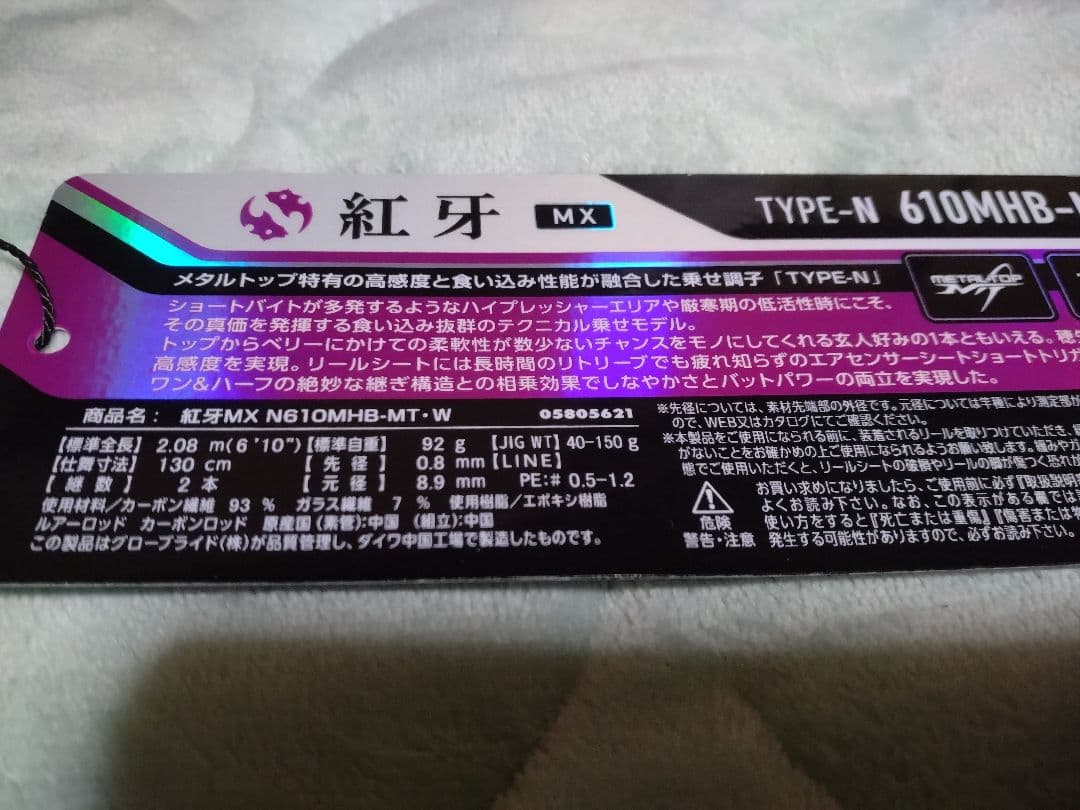 紅牙 MX TYPE-N 610MHB-
メタルトップ特有の高感度と食い込み性能が融合した乗せ調子「TYPE-N」
METALTOP MT
ショートバイトが多発するようなハイプレッシャーエリアや厳寒期の低活性時にこそ、
その真価を発揮する食い込み抜群のテクニカル乗せモデル。
トップからベリーにかけての柔軟性が数少ないチャンスをモノにしてくれる玄人好みの1本ともいえる。穂先
高感度を実現。リールシートには長時間のリトリーブでも疲れ知らずのエアセンサーシートショートトリガ
ワン&ハーフの絶妙な継ぎ構造との相乗効果でしなやかさとバットパワーの両立を実現した。
商品名： 紅牙MX N610MHB-MT・W 05805621
【標準全長】 2.08 m(6'10") 【標準自重】 92 g 【JIG WT】 40-150 g
【仕舞寸法】 130 cm 【先径】 0.8 mm 【LINE】
【継数】 2 本 【元径】 8.9 mm PE:# 0.5-1.2
使用材料/カーボン繊維 93 % ガラス繊維 7 % 使用樹脂/エポキシ樹脂
ルアーロッド カーボンロッド 原産国(素管):中国 (組立):中国
この製品はグローブライド(株)が品質管理し、ダイワ中国工場で製造したものです。
※先径については、素材先端部の外径です。元径については竿種により測定部が
ので、WEB又はカタログにてご確認ください。
※本製品をご使用になられる前に、装着されるリールを取りつけていただき、
がないことをお確かめの上ご使用になられるようお願い致します。緩みやガ
態でご使用いただくと、リールシートの破損やリールの脚が傷つく恐れが
危険
警告・注意
お買い求めになりましたら、ご使用前に必ず『取扱説明
よくお読み下さい。なお、この表示がある竿では
使い方をすると『死亡または重傷』『傷害または
発生する可能性がありますので、必ずお読み下さい。